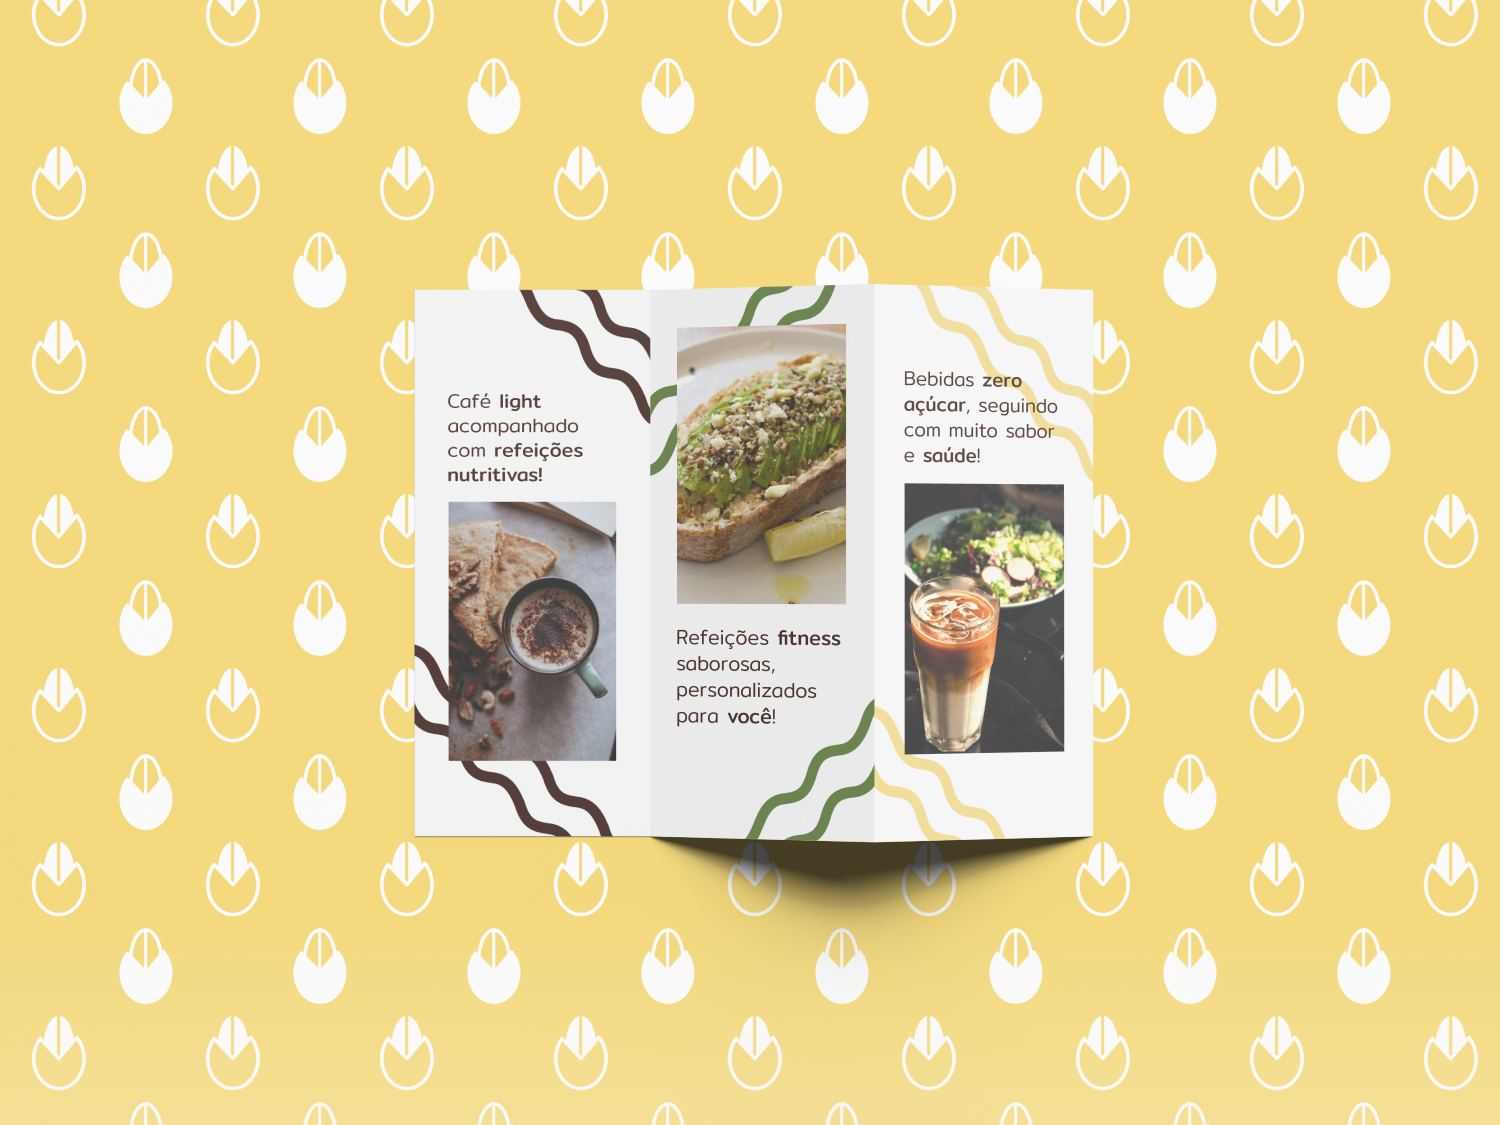 Café light
acompanhado
com refeições
nutritivas!
Refeições fitness
saborosas,
personalizados
para você!
Bebidas zero
açúcar, seguindo
com muito sabor
e saúde!